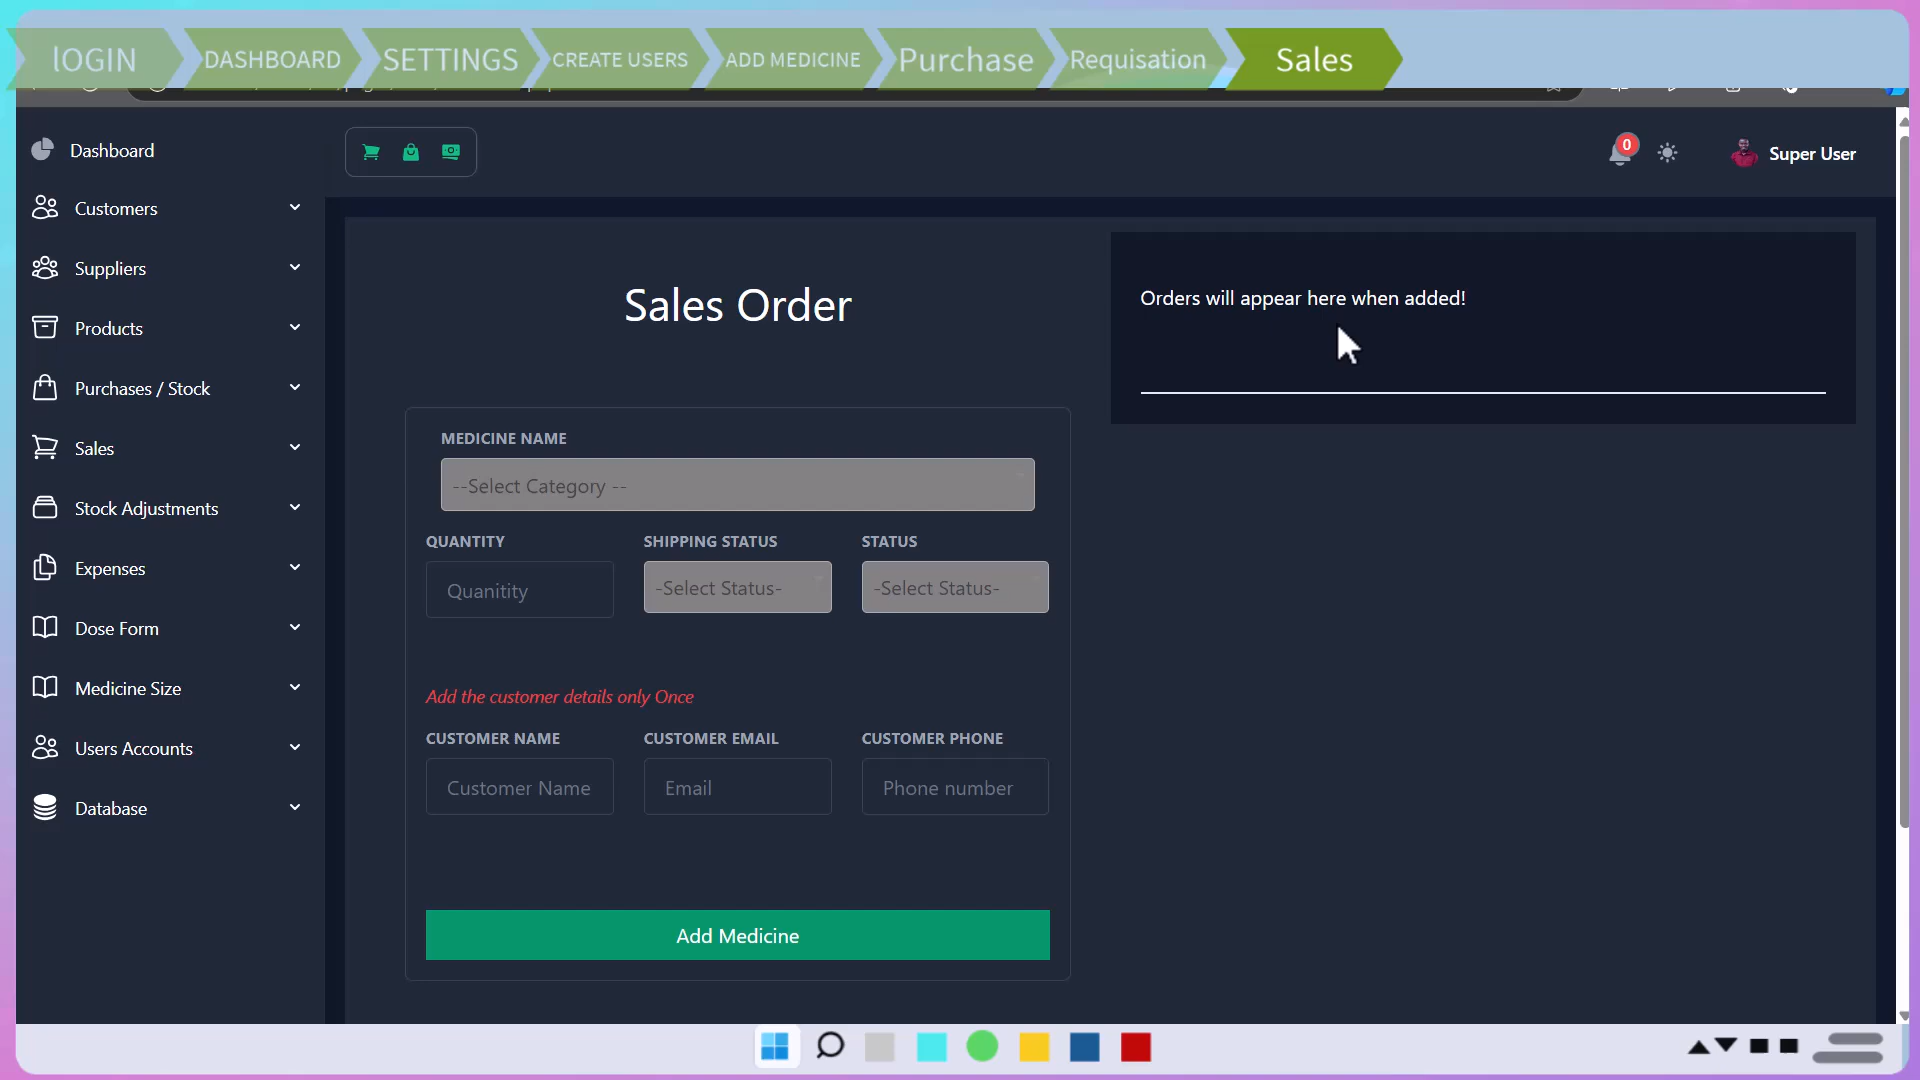 lOGIN
DASHBOARD
SETTINGS
CREATE USERS
ADD MEDICINE
Purchase
Requisation
Sales
Dashboard
0
Super User
Customers
Suppliers
Products
Purchases / Stock
Sales
Stock Adjustments
Expenses
Dose Form
Medicine Size
Users Accounts
Database
Sales Order
MEDICINE NAME
--Select Category --
QUANTITY
SHIPPING STATUS
STATUS
Quanitity
-Select Status-
-Select Status-
Add the customer details only Once
CUSTOMER NAME
CUSTOMER EMAIL
CUSTOMER PHONE
Customer Name
Email
Phone number
Add Medicine
Orders will appear here when added!